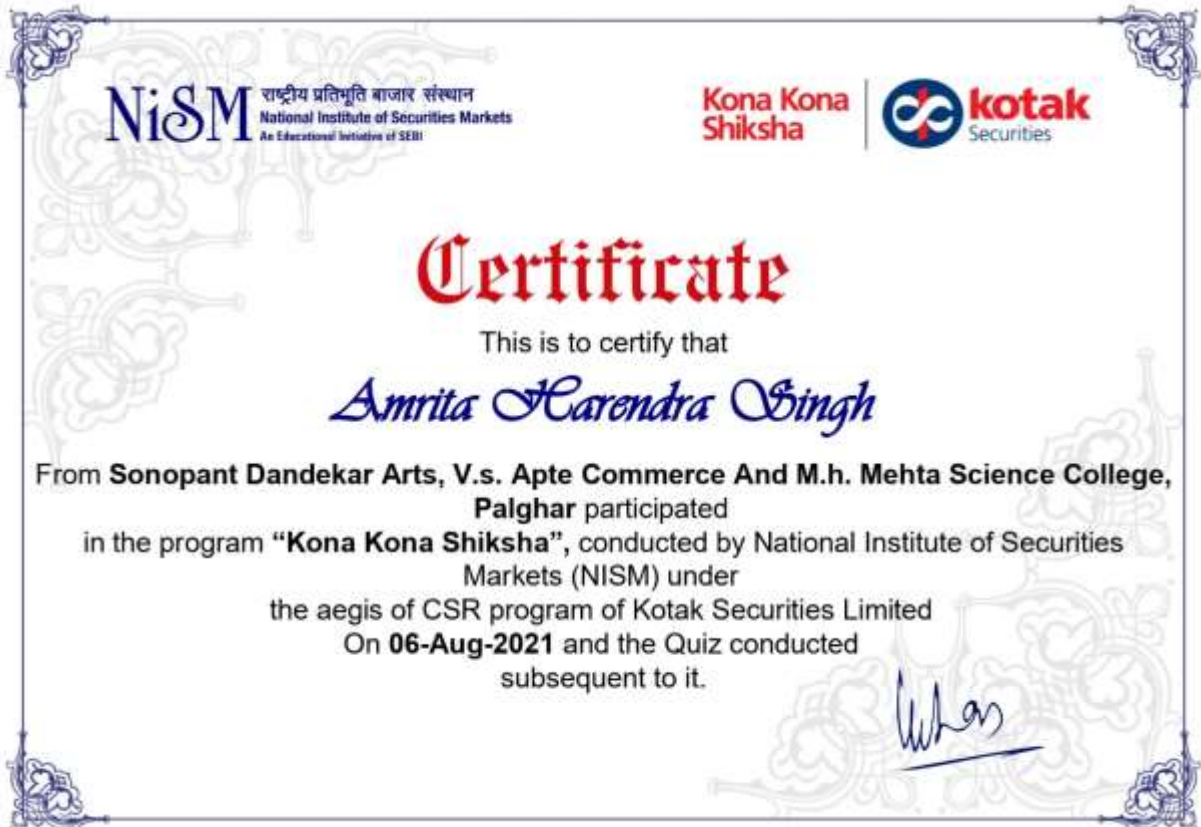 NiSM
राष्ट्रीय प्रतिभूति बाजार संस्थान
National Institute of Securities Markets
An Educational Initiative of SEBI
Kona Kona
Shiksha
kotak
Securities
Certificate
This is to certify that
Amrita Harendra Singh
From Sonopant Dandekar Arts, V.s. Apte Commerce And M.h. Mehta Science College,
Palghar participated
in the program “Kona Kona Shiksha”, conducted by National Institute of Securities
Markets (NISM) under
the aegis of CSR program of Kotak Securities Limited
On 06-Aug-2021 and the Quiz conducted
subsequent to it.